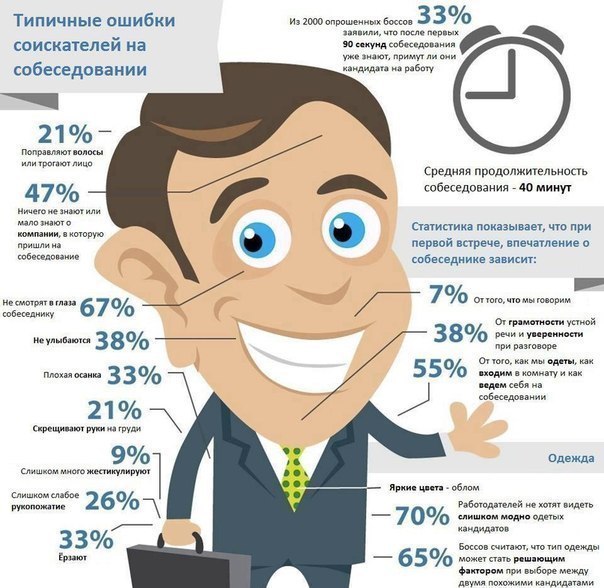 Типичные ошибки
соискателей на
собеседовании
Из 2000 опрошенных боссов 33%
заявили, что после первых
90 секунд собеседования
уже знают, примут ли они
кандидата на работу
Средняя продолжительность
собеседования - 40 минут
21%
Поправляют волосы
или трогают лицо
47%
Ничего не знают или
мало знают о
компании, в которую
пришли на
собеседование
Не смотрят в глаза
собеседнику
67%
Не улыбаются 38%
Плохая осанка 33%
21%
Скрещивают руки на груди
9%
Слишком много жестикулируют
Слишком слабое
рукопожатие
26%
33%
Ёрзают
Статистика показывает, что при
первой встрече, впечатление о
собеседнике зависит:
7% От того, что мы говорим
38%
От грамотности устной
речи и уверенности
при разговоре
55%
От того, как мы одеты, как
входим в комнату и как
ведем себя на
собеседовании
Одежда
Яркие цвета - облом
70%
Работодателей не хотят видеть
слишком модно одетых
кандидатов
65%
Боссов считают, что тип одежды
может стать решающим
фактором при выборе между
двумя похожими кандидатами